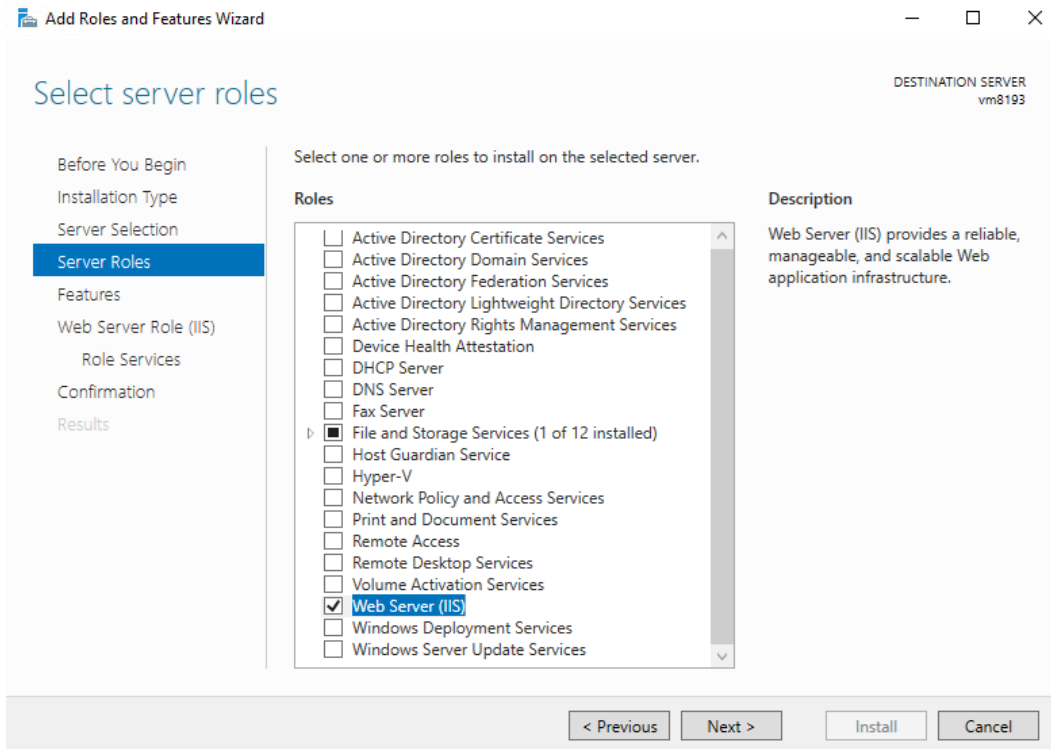 Add Roles and Features Wizard
Select server roles
DESTINATION SERVER
vm8193
Before You Begin
Installation Type
Server Selection
Server Roles
Features
Web Server Role (IIS)
Role Services
Confirmation
Results
Select one or more roles to install on the selected server.
Roles
Active Directory Certificate Services
Active Directory Domain Services
Active Directory Federation Services
Active Directory Lightweight Directory Services
Active Directory Rights Management Services
Device Health Attestation
DHCP Server
DNS Server
Fax Server
File and Storage Services (1 of 12 installed)
Host Guardian Service
Hyper-V
Network Policy and Access Services
Print and Document Services
Remote Access
Remote Desktop Services
Volume Activation Services
Web Server (IIS)
Windows Deployment Services
Windows Server Update Services
Description
Web Server (IIS) provides a reliable,
manageable, and scalable Web
application infrastructure.
< Previous
Next >
Install
Cancel